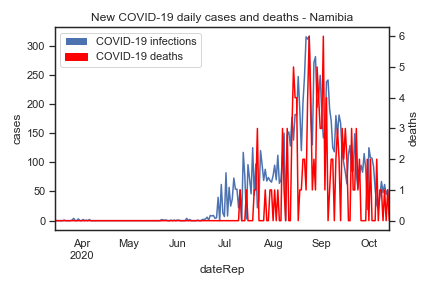 New COVID-19 daily cases and deaths - Namibia
COVID-19 infections
COVID-19 deaths
300
250
200
150
100
50
0
cases
6
5
4
3
2
1
0
deaths
Apr May Jun Jul Aug Sep Oct
2020
dateRep